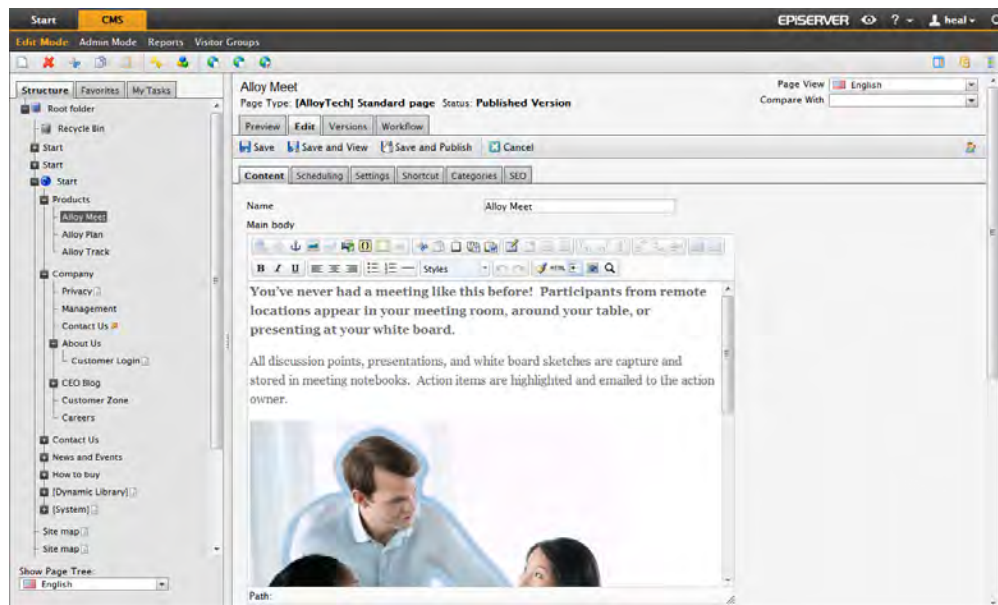 Start CMS EPISERVER ? heal
Edit Mode Admin Mode Reports Visitor Groups
Structure Favorites My Tasks
Root folder
Recycle Bin
Start
Start
Start
Products
Alloy Meet
Alloy Plan
Alloy Track
Company
Privacy
Management
Contact Us
About Us
Customer Login
CEO Blog
Customer Zone
Careers
Contact Us
News and Events
How to buy
[Dynamic Library]
[System]
Site map
Site map
Show Page Tree:
English
Alloy Meet
Page Type: [AlloyTech] Standard page Status: Published Version
Page View English
Compare With
Preview Edit Versions Workflow
Save Save and View Save and Publish Cancel
Content Scheduling Settings Shortcut Categories SEO
Name Alloy Meet
Main body
B I U Styles HTML
You've never had a meeting like this before! Participants from remote
locations appear in your meeting room, around your table, or
presenting at your white board.
All discussion points, presentations, and white board sketches are capture and
stored in meeting notebooks. Action items are highlighted and emailed to the action
owner.
Path: